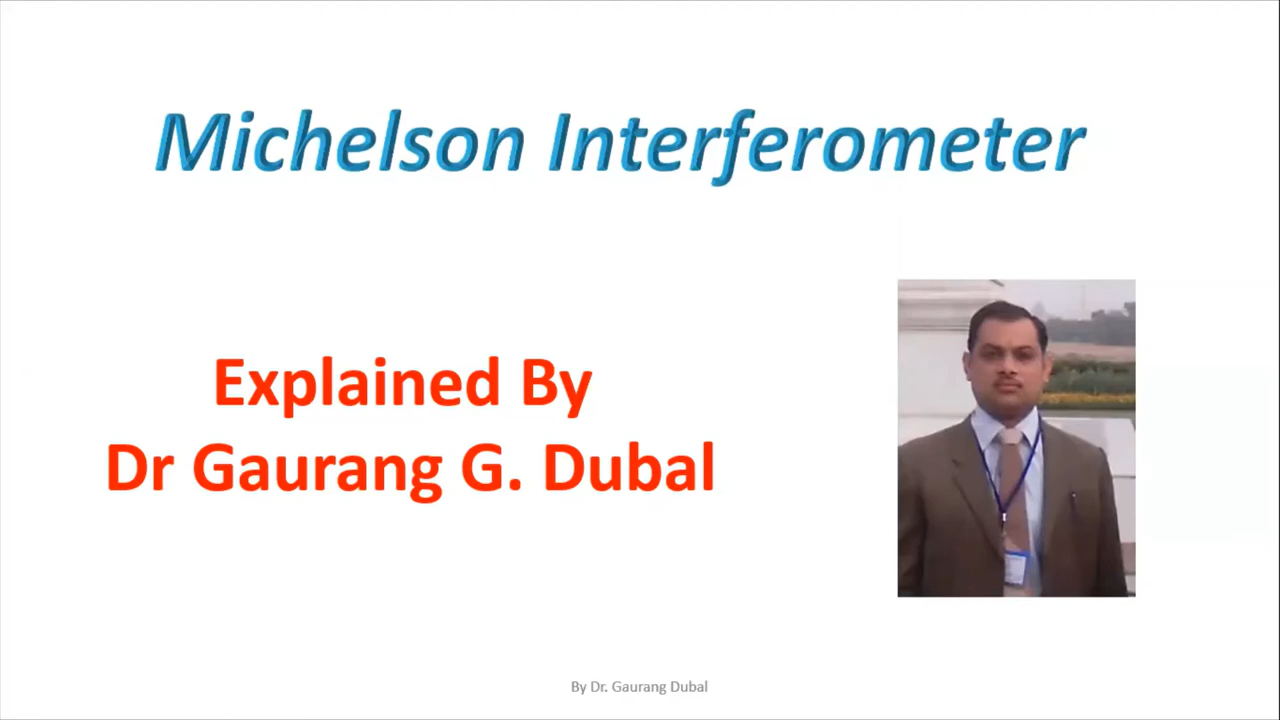 Michelson Interferometer
Explained By
Dr Gaurang G. Dubal
By Dr. Gaurang Dubal